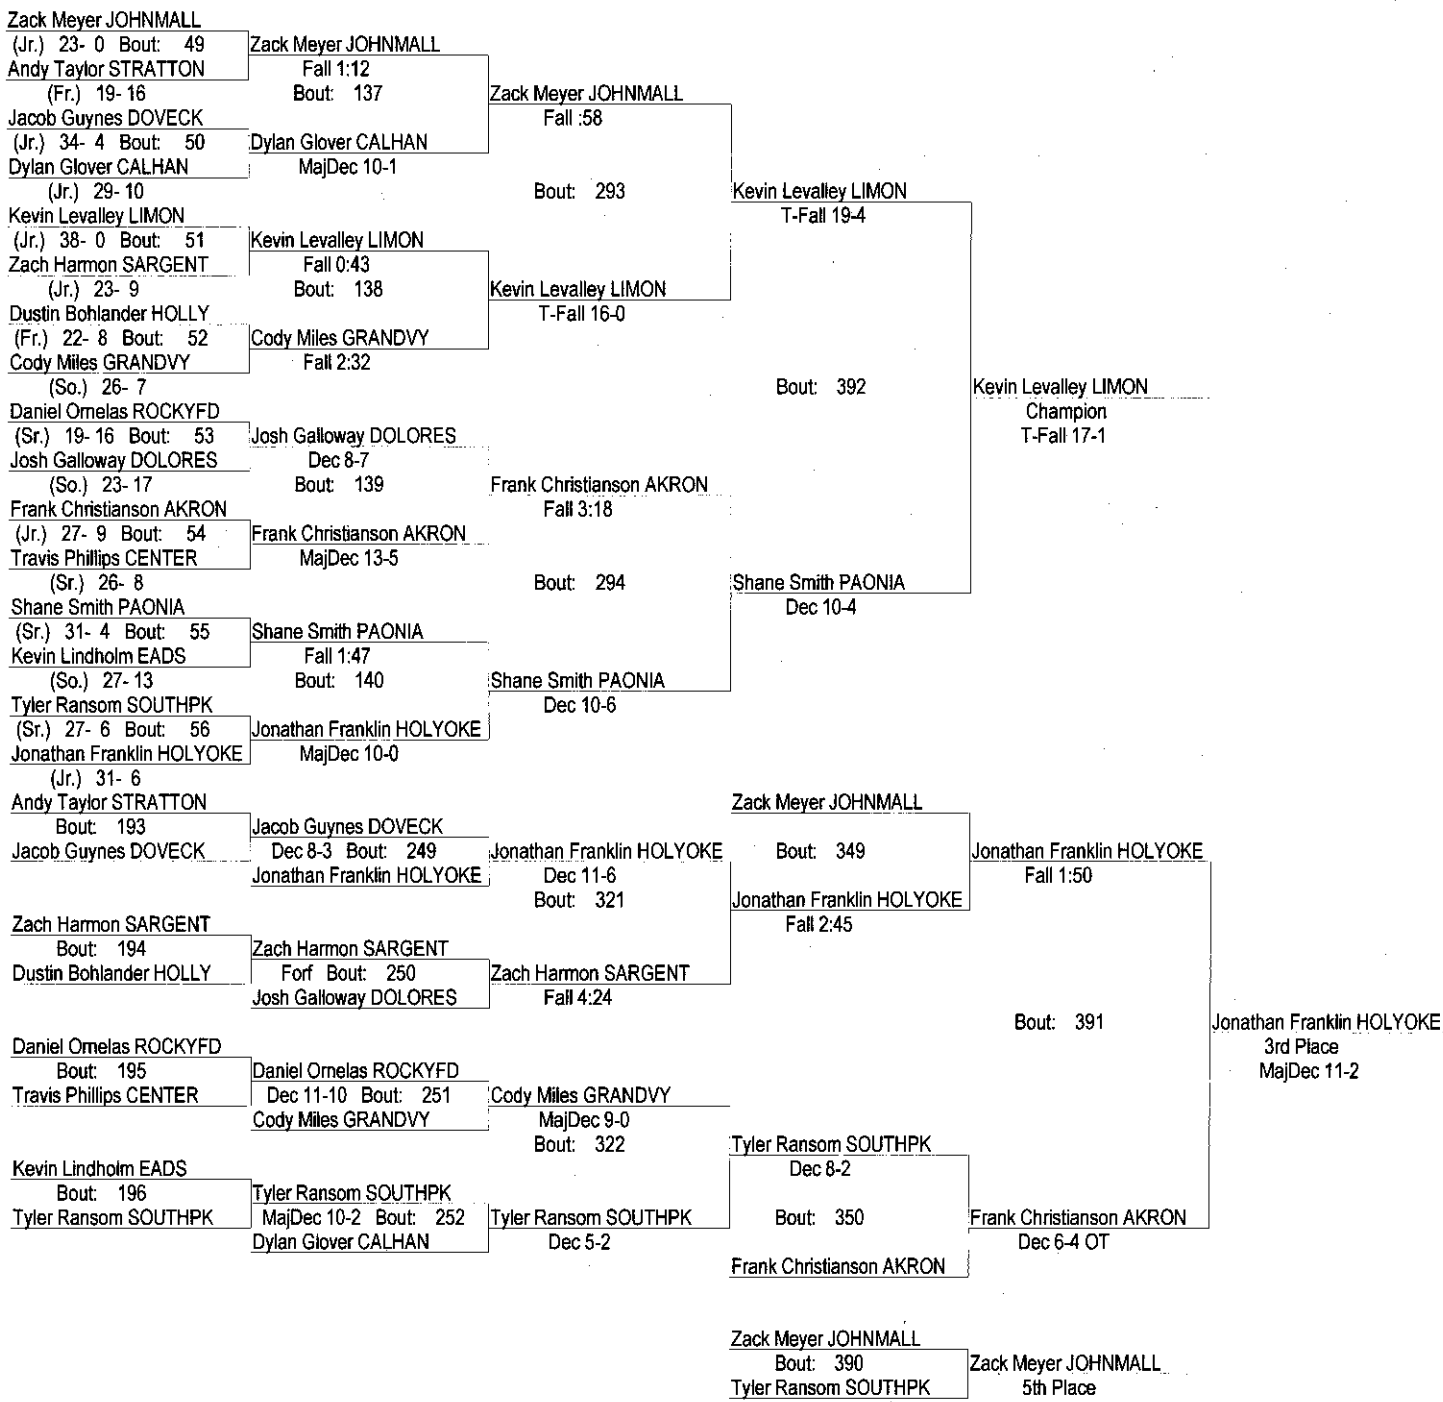 Zack Meyer JOHNMALL
(Jr.) 23- 0 Bout: 49 Zack Meyer JOHNMALL
Andy Taylor STRATTON Fall 1:12
(Fr.) 19- 16 Bout: 137 Zack Meyer JOHNMALL
Jacob Guynes DOVECK Fall :58
(Jr.) 34- 4 Bout: 50 Dylan Glover CALHAN
Dylan Glover CALHAN MajDec 10-1
(Jr.) 29- 10 Bout: 293 Kevin Levalley LIMON
Kevin Levalley LIMON T-Fall 19-4
(Jr.) 38- 0 Bout: 51 Kevin Levalley LIMON
Zach Harmon SARGENT Fall 0:43
(Jr.) 23- 9 Bout: 138 Kevin Levalley LIMON
Dustin Bohlander HOLLY T-Fall 16-0
(Fr.) 22- 8 Bout: 52 Cody Miles GRANDVY
Cody Miles GRANDVY Fall 2:32
(So.) 26- 7 Bout: 392 Kevin Levalley LIMON
Daniel Ornelas ROCKYFD Champion
(Sr.) 19- 16 Bout: 53 Josh Galloway DOLORES T-Fall 17-1
Josh Galloway DOLORES Dec 8-7
(So.) 23- 17 Bout: 139 Frank Christianson AKRON
Frank Christianson AKRON Fall 3:18
(Jr.) 27- 9 Bout: 54 Frank Christianson AKRON
Travis Phillips CENTER MajDec 13-5
(Sr.) 26- 8 Bout: 294 Shane Smith PAONIA
Shane Smith PAONIA Dec 10-4
(Sr.) 31- 4 Bout: 55 Shane Smith PAONIA
Kevin Lindholm EADS Fall 1:47
(So.) 27- 13 Bout: 140 Shane Smith PAONIA
Tyler Ransom SOUTHPK Dec 10-6
(Sr.) 27- 6 Bout: 56 Jonathan Franklin HOLYOKE
Jonathan Franklin HOLYOKE MajDec 10-0
(Jr.) 31- 6
Andy Taylor STRATTON Zack Meyer JOHNMALL
Bout: 193 Jacob Guynes DOVECK
Jacob Guynes DOVECK Dec 8-3 Bout: 249 Jonathan Franklin HOLYOKE Bout: 349 Jonathan Franklin HOLYOKE
Jonathan Franklin HOLYOKE Dec 11-6 Fall 1:50
Bout: 321 Jonathan Franklin HOLYOKE
Zach Harmon SARGENT Fall 2:45
Bout: 194 Zach Harmon SARGENT
Dustin Bohlander HOLLY Forf Bout: 250 Zach Harmon SARGENT
Josh Galloway DOLORES Fall 4:24
Bout: 391 Jonathan Franklin HOLYOKE
Daniel Ornelas ROCKYFD 3rd Place
Bout: 195 Daniel Ornelas ROCKYFD MajDec 11-2
Travis Phillips CENTER Dec 11-10 Bout: 251 Cody Miles GRANDVY
Cody Miles GRANDVY MajDec 9-0
Bout: 322 Tyler Ransom SOUTHPK
Kevin Lindholm EADS Dec 8-2
Bout: 196 Tyler Ransom SOUTHPK
Tyler Ransom SOUTHPK MajDec 10-2 Bout: 252 Tyler Ransom SOUTHPK Bout: 350 Frank Christianson AKRON
Dylan Glover CALHAN Dec 5-2 Dec 6-4 OT
Frank Christianson AKRON
Zack Meyer JOHNMALL
Bout: 390 Zack Meyer JOHNMALL
Tyler Ransom SOUTHPK 5th Place